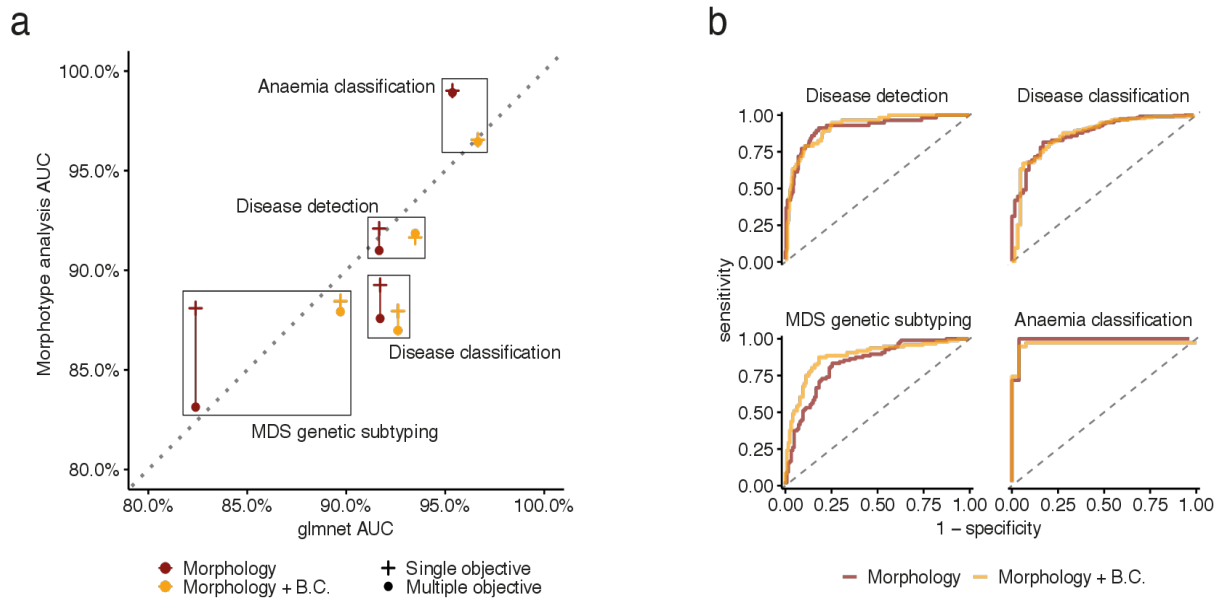 a
Morphotype analysis AUC
100.0%
95.0%
90.0%
85.0%
80.0%
Anaemia classification
Disease detection
Disease classification
MDS genetic subtyping
80.0% 85.0% 90.0% 95.0% 100.0%
glmnet AUC
Morphology
Morphology + B.C.
Single objective
Multiple objective
b
sensitivity
Disease detection
Disease classification
1.00
0.75
0.50
0.25
0.00
MDS genetic subtyping
Anaemia classification
1.00
0.75
0.50
0.25
0.00
0.00 0.25 0.50 0.75 1.00
0.00 0.25 0.50 0.75 1.00
1 − specificity
Morphology
Morphology + B.C.